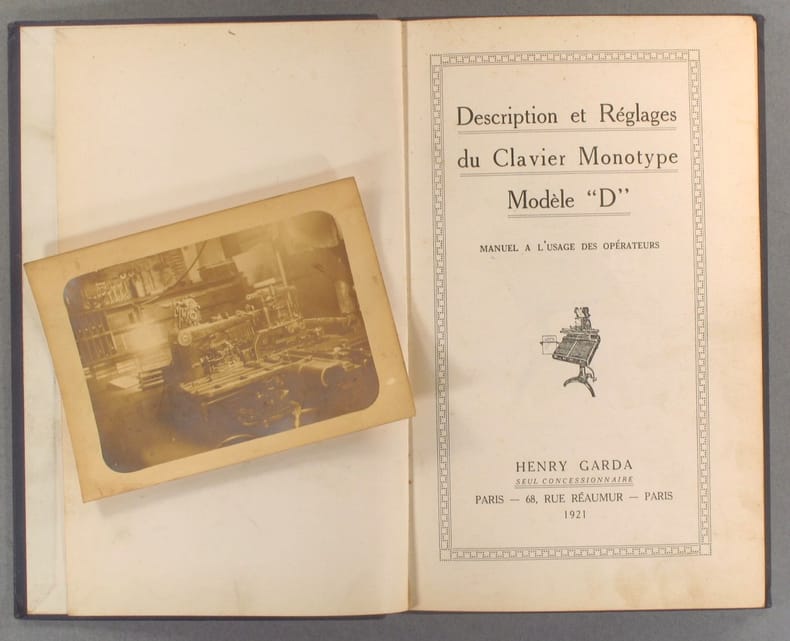 Description et Réglages
du Clavier Monotype
Modèle “D”
MANUEL A L'USAGE DES OPÉRATEURS
HENRY GARDA
SEUL CONCESSIONNAIRE
PARIS — 68, RUE RÉAUMUR — PARIS
1921